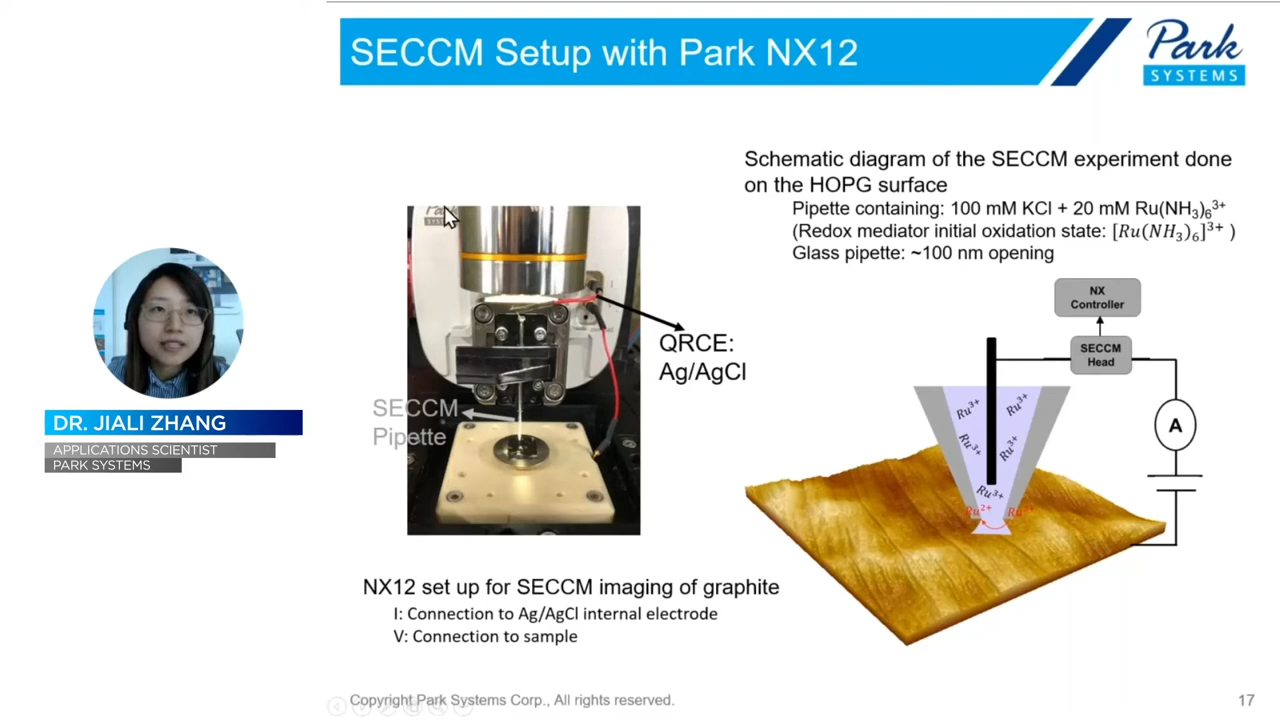 SECCM Setup with Park NX12
Park
SYSTEMS
Schematic diagram of the SECCM experiment done
on the HOPG surface
Pipette containing: 100 mM KCl + 20 mM Ru(NH₃)₆³⁺
(Redox mediator initial oxidation state: [Ru(NH₃)₆]³⁺ )
Glass pipette: ~100 nm opening
Park
QRCE:
Ag/AgCl
SECCM
Pipette
NX
Controller
SECCM
Head
A
Ru³⁺
Ru³⁺
Ru³⁺
Ru³⁺
Ru³⁺
Ru²⁺
DR. JIALI ZHANG
APPLICATIONS SCIENTIST
PARK SYSTEMS
NX12 set up for SECCM imaging of graphite
I: Connection to Ag/AgCl internal electrode
V: Connection to sample
Copyright Park Systems Corp., All rights reserved.
17